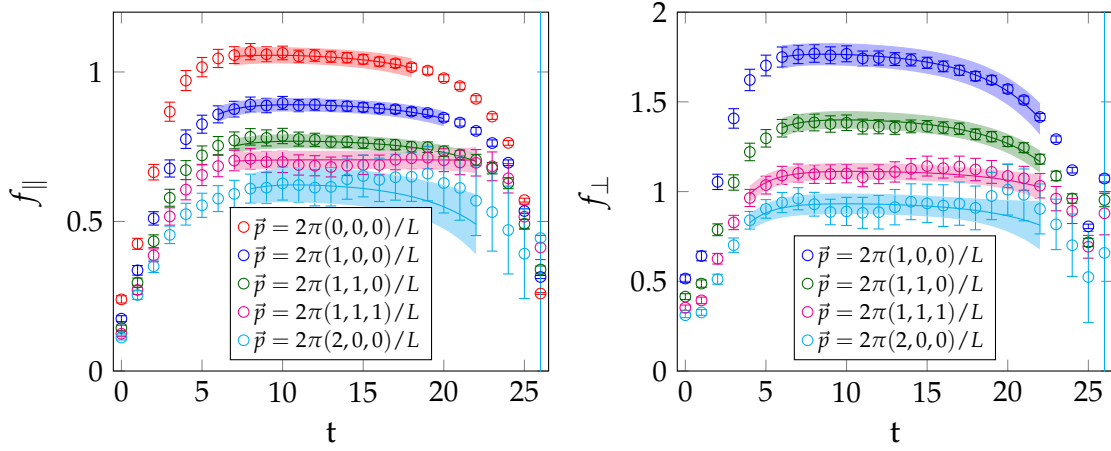 f∥
1
0.5
0
0 5 10 15 20 25
t
p⃗ = 2π(0,0,0)/L
p⃗ = 2π(1,0,0)/L
p⃗ = 2π(1,1,0)/L
p⃗ = 2π(1,1,1)/L
p⃗ = 2π(2,0,0)/L
f⊥
2
1.5
1
0.5
0
0 5 10 15 20 25
t
p⃗ = 2π(1,0,0)/L
p⃗ = 2π(1,1,0)/L
p⃗ = 2π(1,1,1)/L
p⃗ = 2π(2,0,0)/L